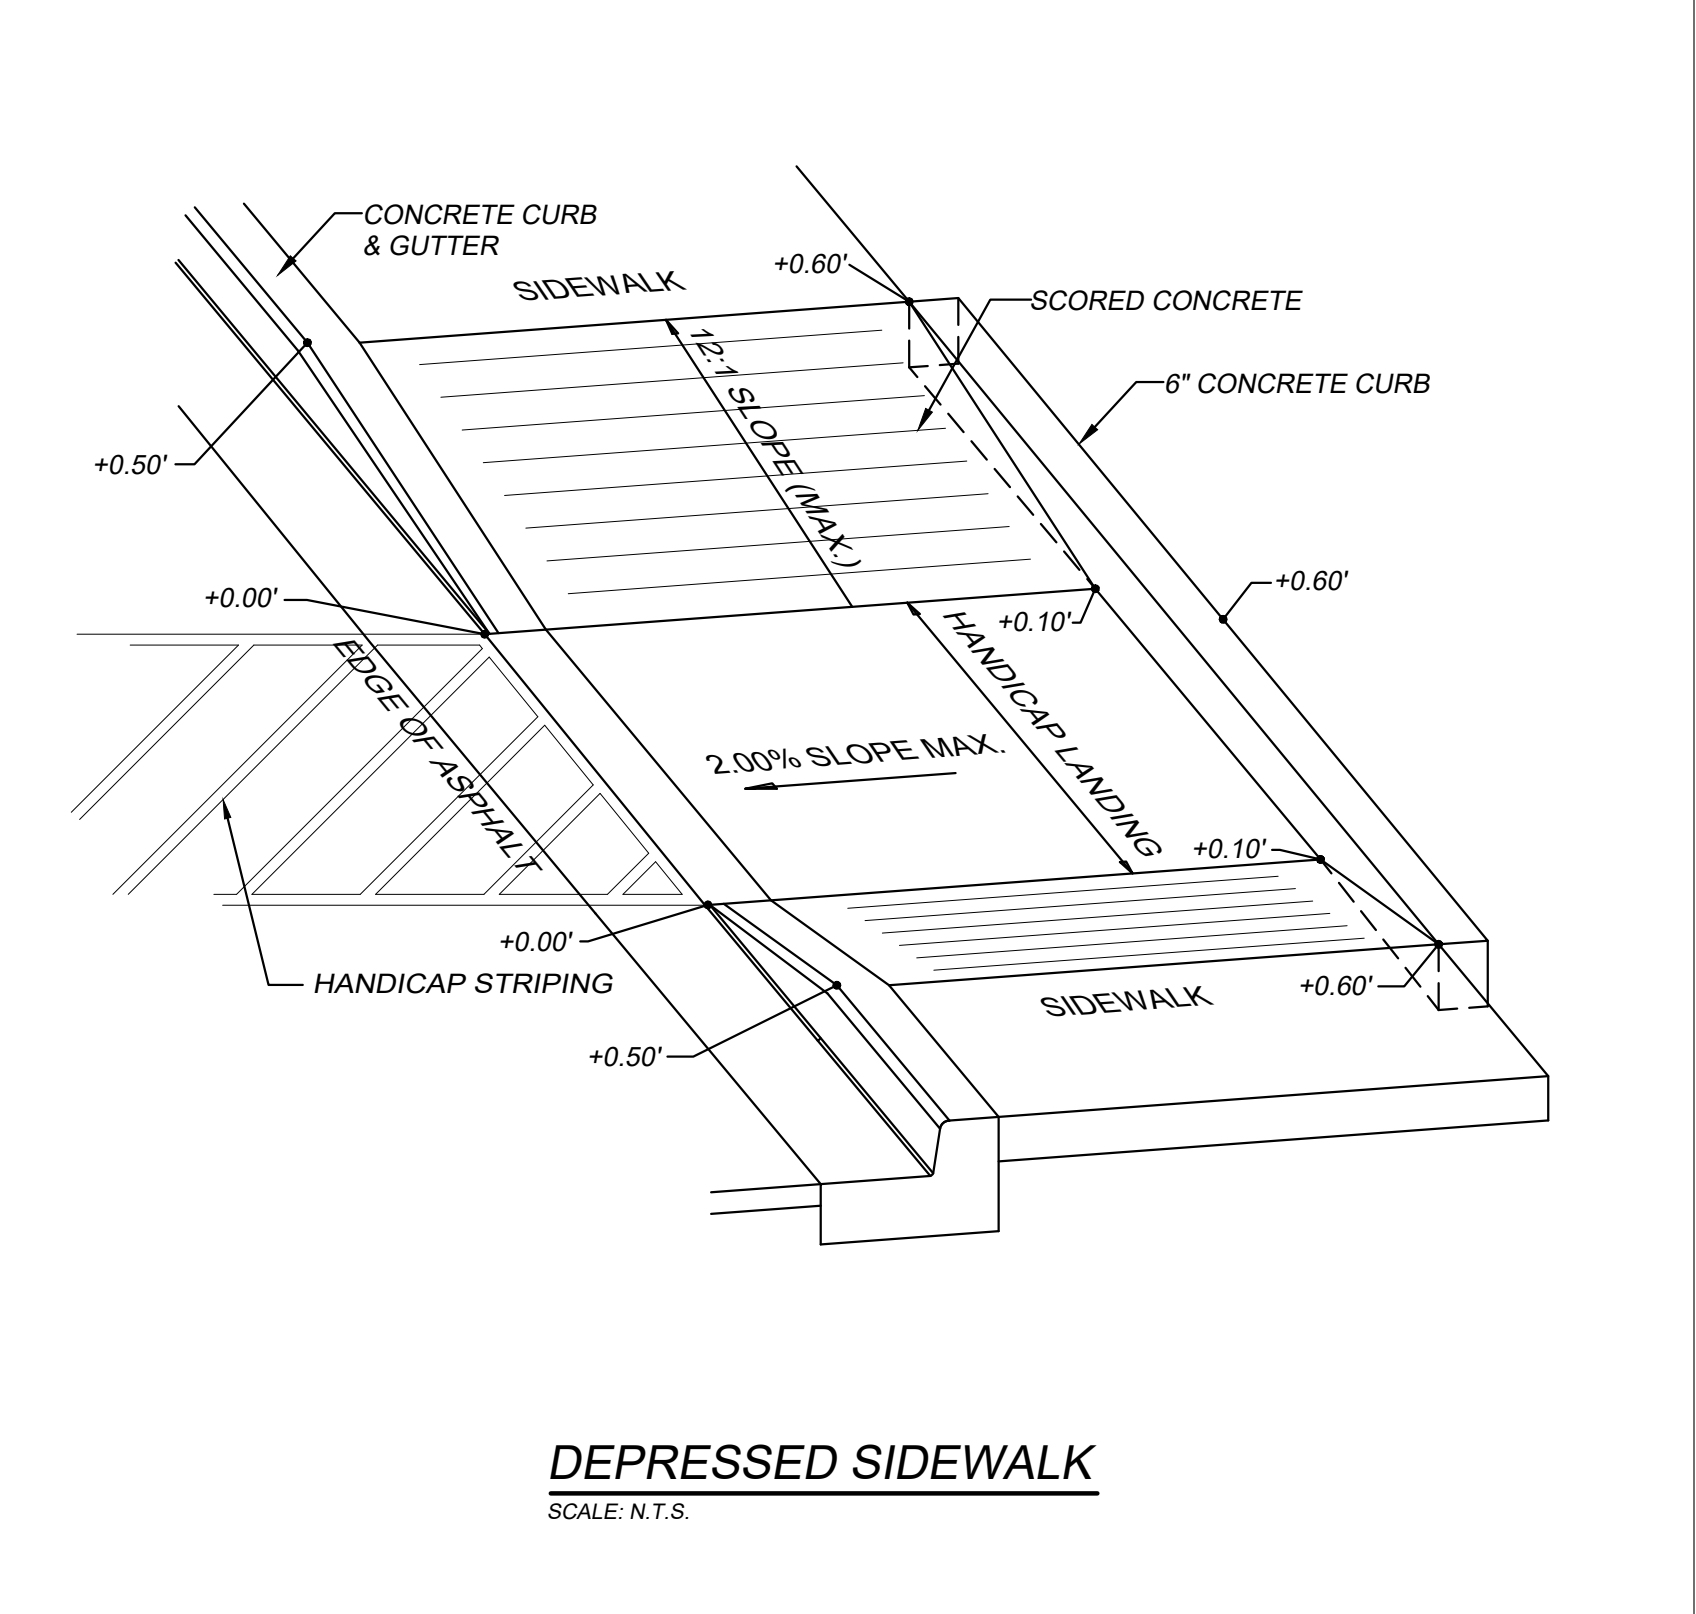 CONCRETE CURB
& GUTTER
SIDEWALK
+0.60'
SCORED CONCRETE
12:1 SLOPE (MAX.)
6" CONCRETE CURB
+0.50'
+0.60'
+0.00'
+0.10'
HANDICAP LANDING
EDGE OF ASPHALT
2.00% SLOPE MAX.
+0.10'
+0.00'
HANDICAP STRIPING
+0.60'
SIDEWALK
+0.50'
DEPRESSED SIDEWALK
SCALE: N.T.S.